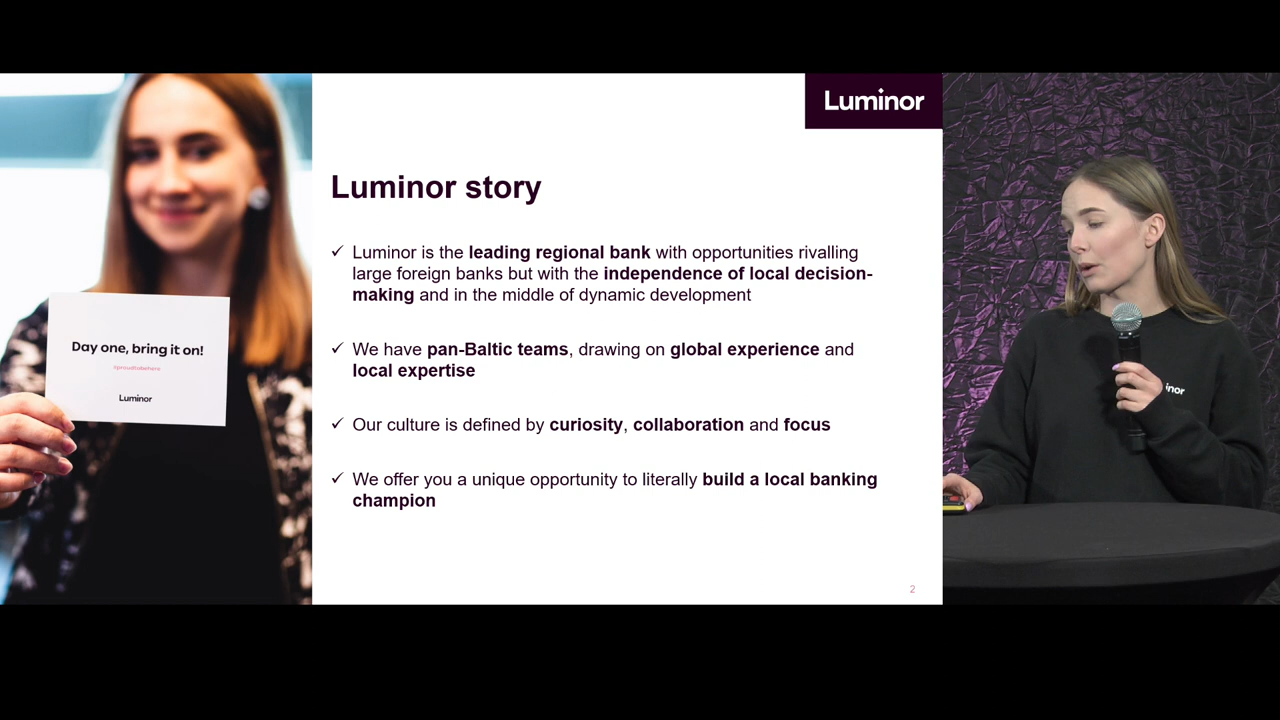 Luminor
Luminor story
✓ Luminor is the leading regional bank with opportunities rivalling
large foreign banks but with the independence of local decision-
making and in the middle of dynamic development
✓ We have pan-Baltic teams, drawing on global experience and
local expertise
✓ Our culture is defined by curiosity, collaboration and focus
✓ We offer you a unique opportunity to literally build a local banking
champion
2
Day one, bring it on!
Luminor
inor